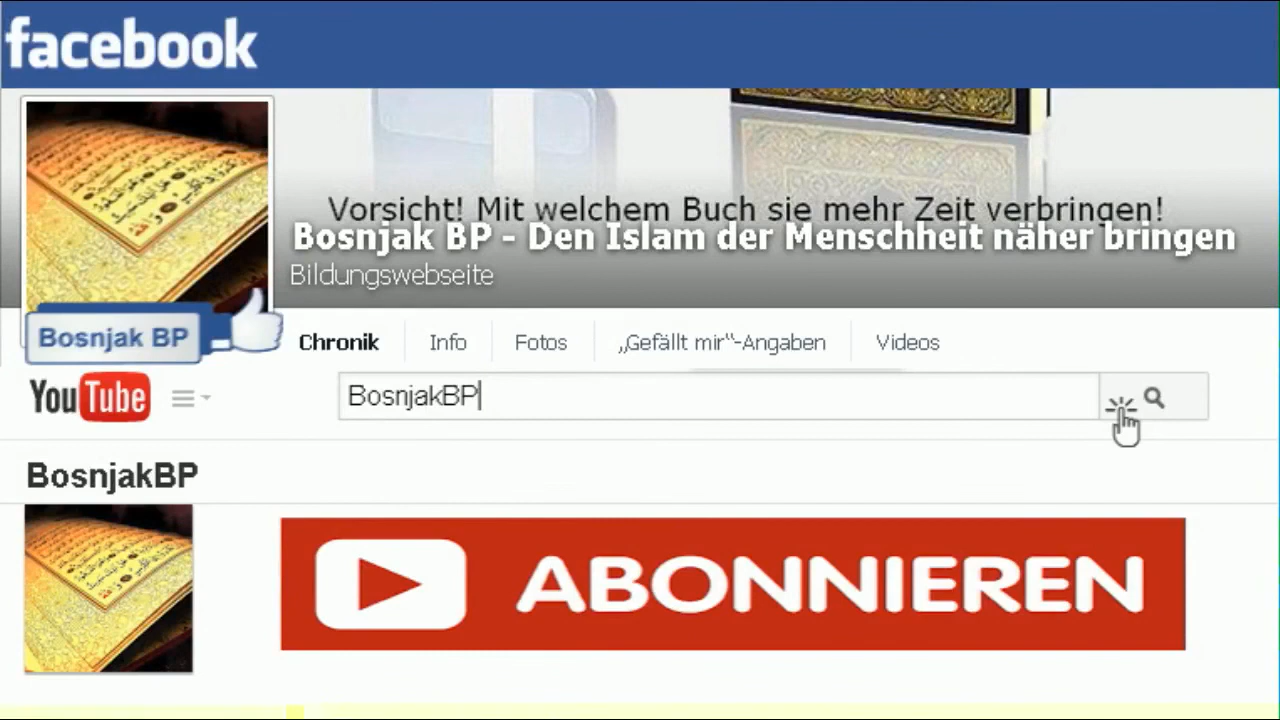 facebook
Vorsicht! Mit welchem Buch sie mehr Zeit verbringen!
Bosnjak BP - Den Islam der Menschheit näher bringen
Bildungswebseite
Bosnjak BP
Chronik Info Fotos „Gefällt mir“-Angaben Videos
YouTube BosnjakBP
BosnjakBP
ABONNIEREN